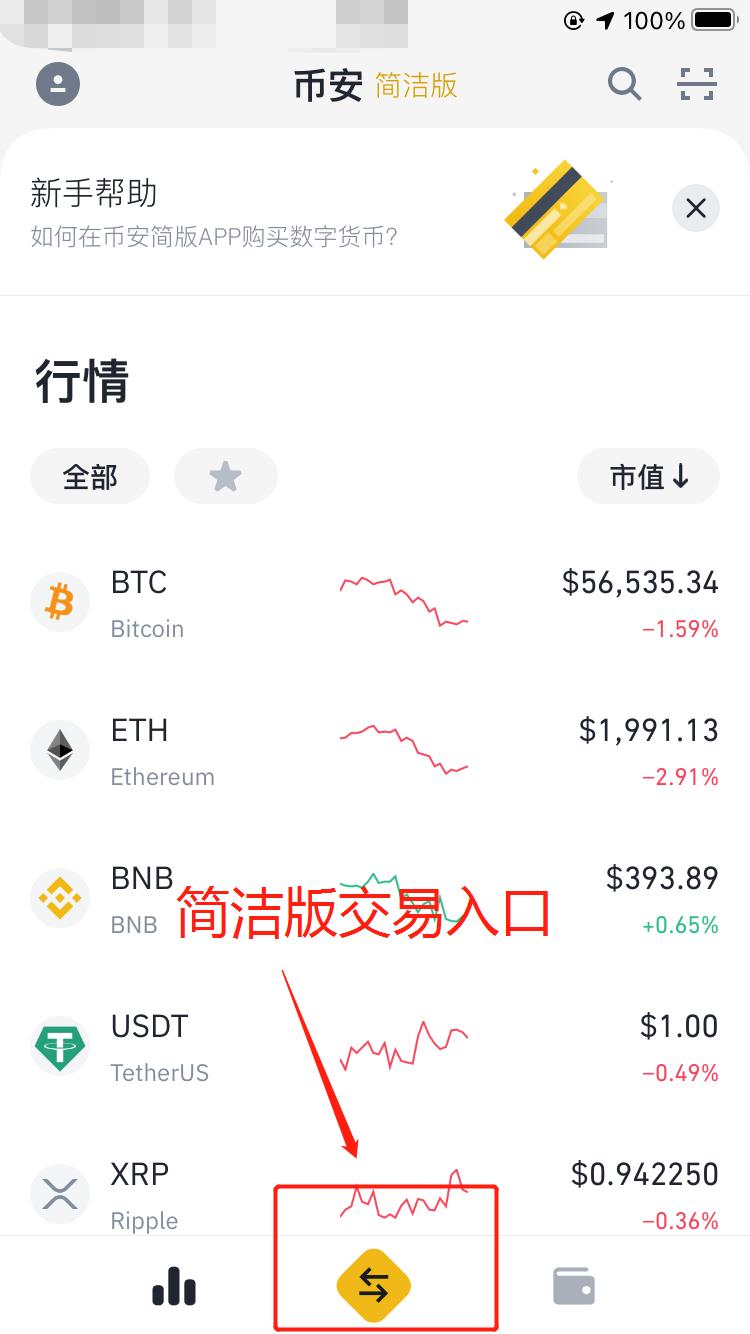 100%
币安 简洁版
新手帮助
如何在币安简版APP购买数字货币?
行情
全部
市值↓
BTC
$56,535.34
Bitcoin
-1.59%
ETH
$1,991.13
Ethereum
-2.91%
BNB
$393.89
BNB
+0.65%
简洁版交易入口
USDT
$1.00
TetherUS
-0.49%
XRP
$0.942250
Ripple
-0.36%